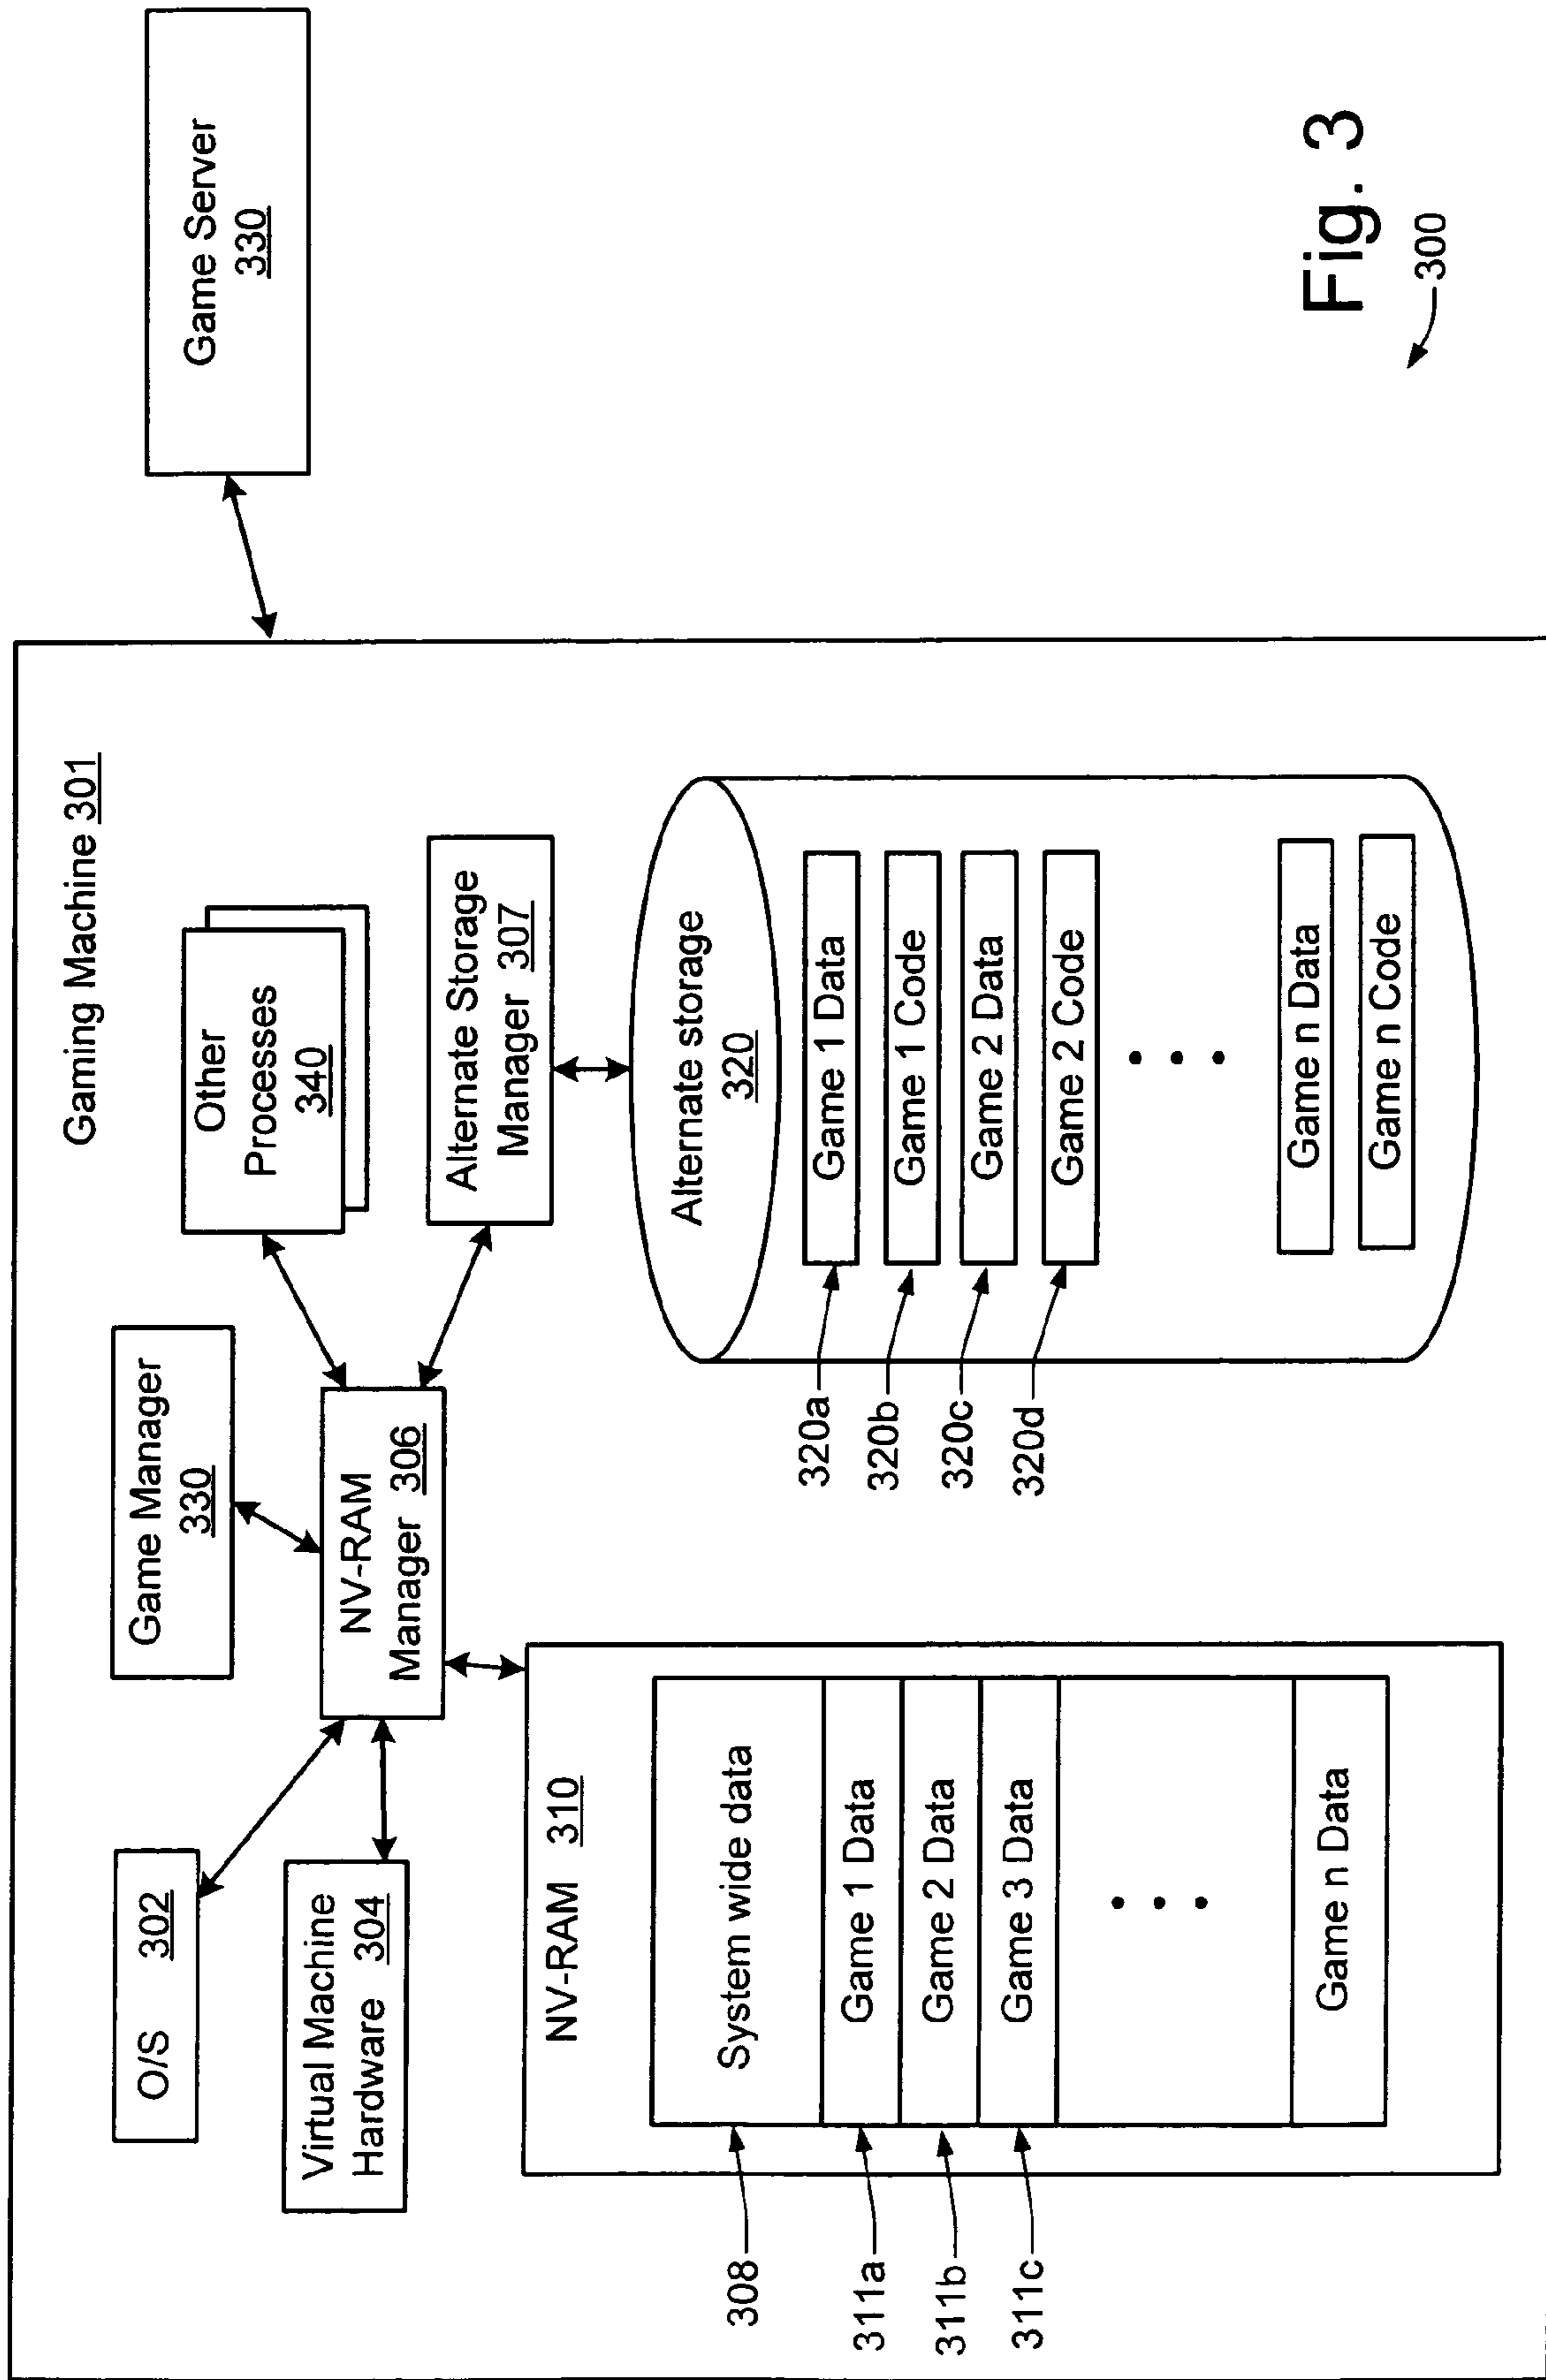 Gaming Machine 301
O/S 302
Virtual Machine
Hardware 304
Game Manager
330
NV-RAM
Manager 306
Other
Processes
340
Alternate Storage
Manager 307
Game Server
330
NV-RAM 310
System wide data
Game 1 Data
Game 2 Data
Game 3 Data
• • •
Game n Data
308
311a
311b
311c
Alternate storage
320
Game 1 Data
Game 1 Code
Game 2 Data
Game 2 Code
• • •
Game n Data
Game n Code
320a
320b
320c
320d
Fig. 3
300